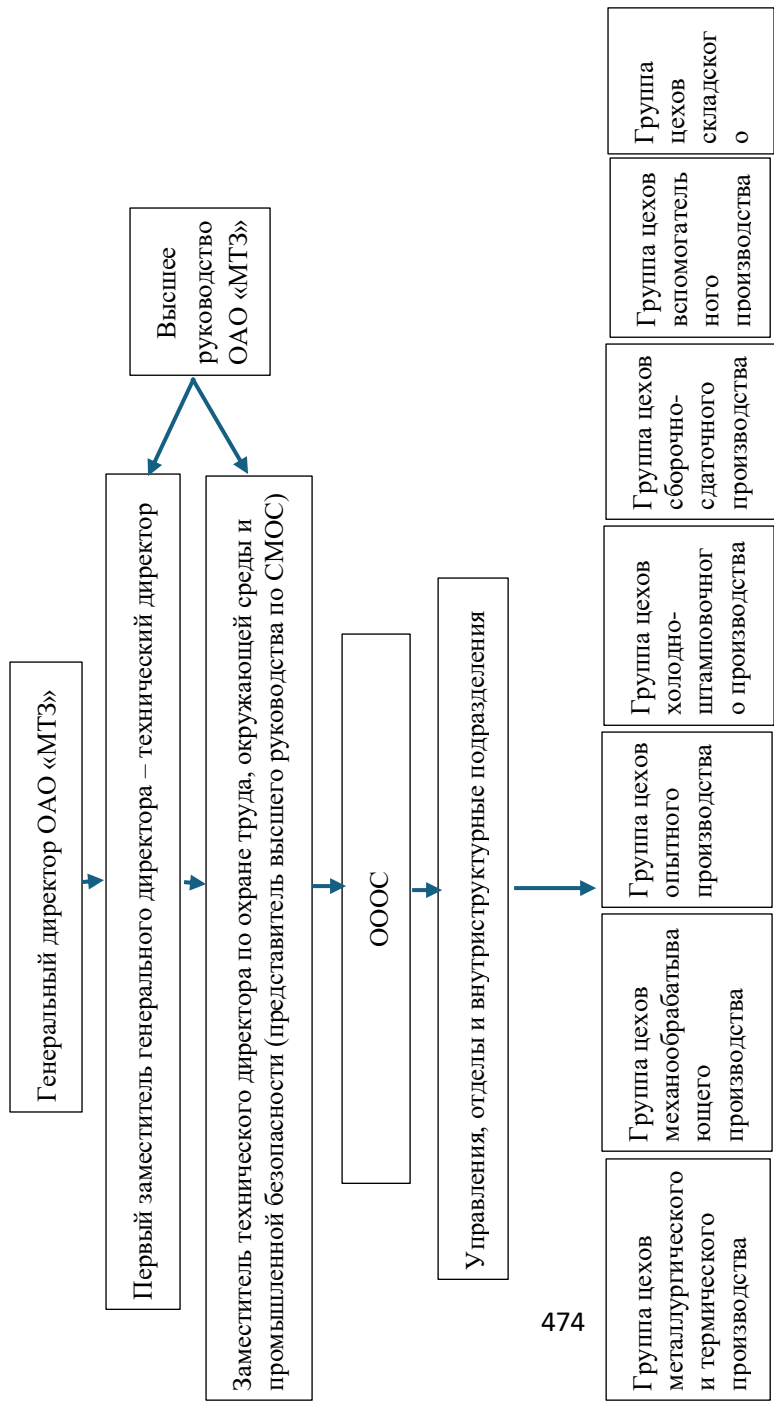 Генеральный директор ОАО «МТЗ»
Первый заместитель генерального директора – технический директор
Высшее
руководство
ОАО «МТЗ»
Заместитель технического директора по охране труда, окружающей среды и
промышленной безопасности (представитель высшего руководства по СМОС)
ОООС
Управления, отделы и внутриструктурные подразделения
Группа цехов
металлургического
и термического
производства
Группа цехов
механообрабатыва
ющего
производства
Группа цехов
опытного
производства
Группа цехов
холодно-
штамповочног
о производства
Группа цехов
сборочно-
сдаточного
производства
Группа цехов
вспомогатель
ного
производства
Группа
цехов
складског
о
474